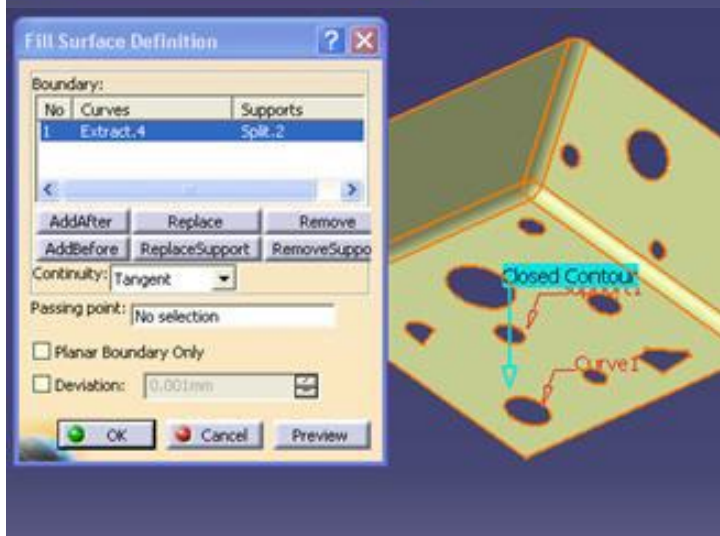 Fill Surface Definition
Boundary:
No Curves Supports
1 Extract.4 Split.2
AddAfter Replace Remove
AddBefore ReplaceSupport RemoveSuppo
Continuity: Tangent
Passing point: No selection
Planar Boundary Only
Deviation: 0.001mm
OK Cancel Preview
Closed Contour
Support1
Curve1